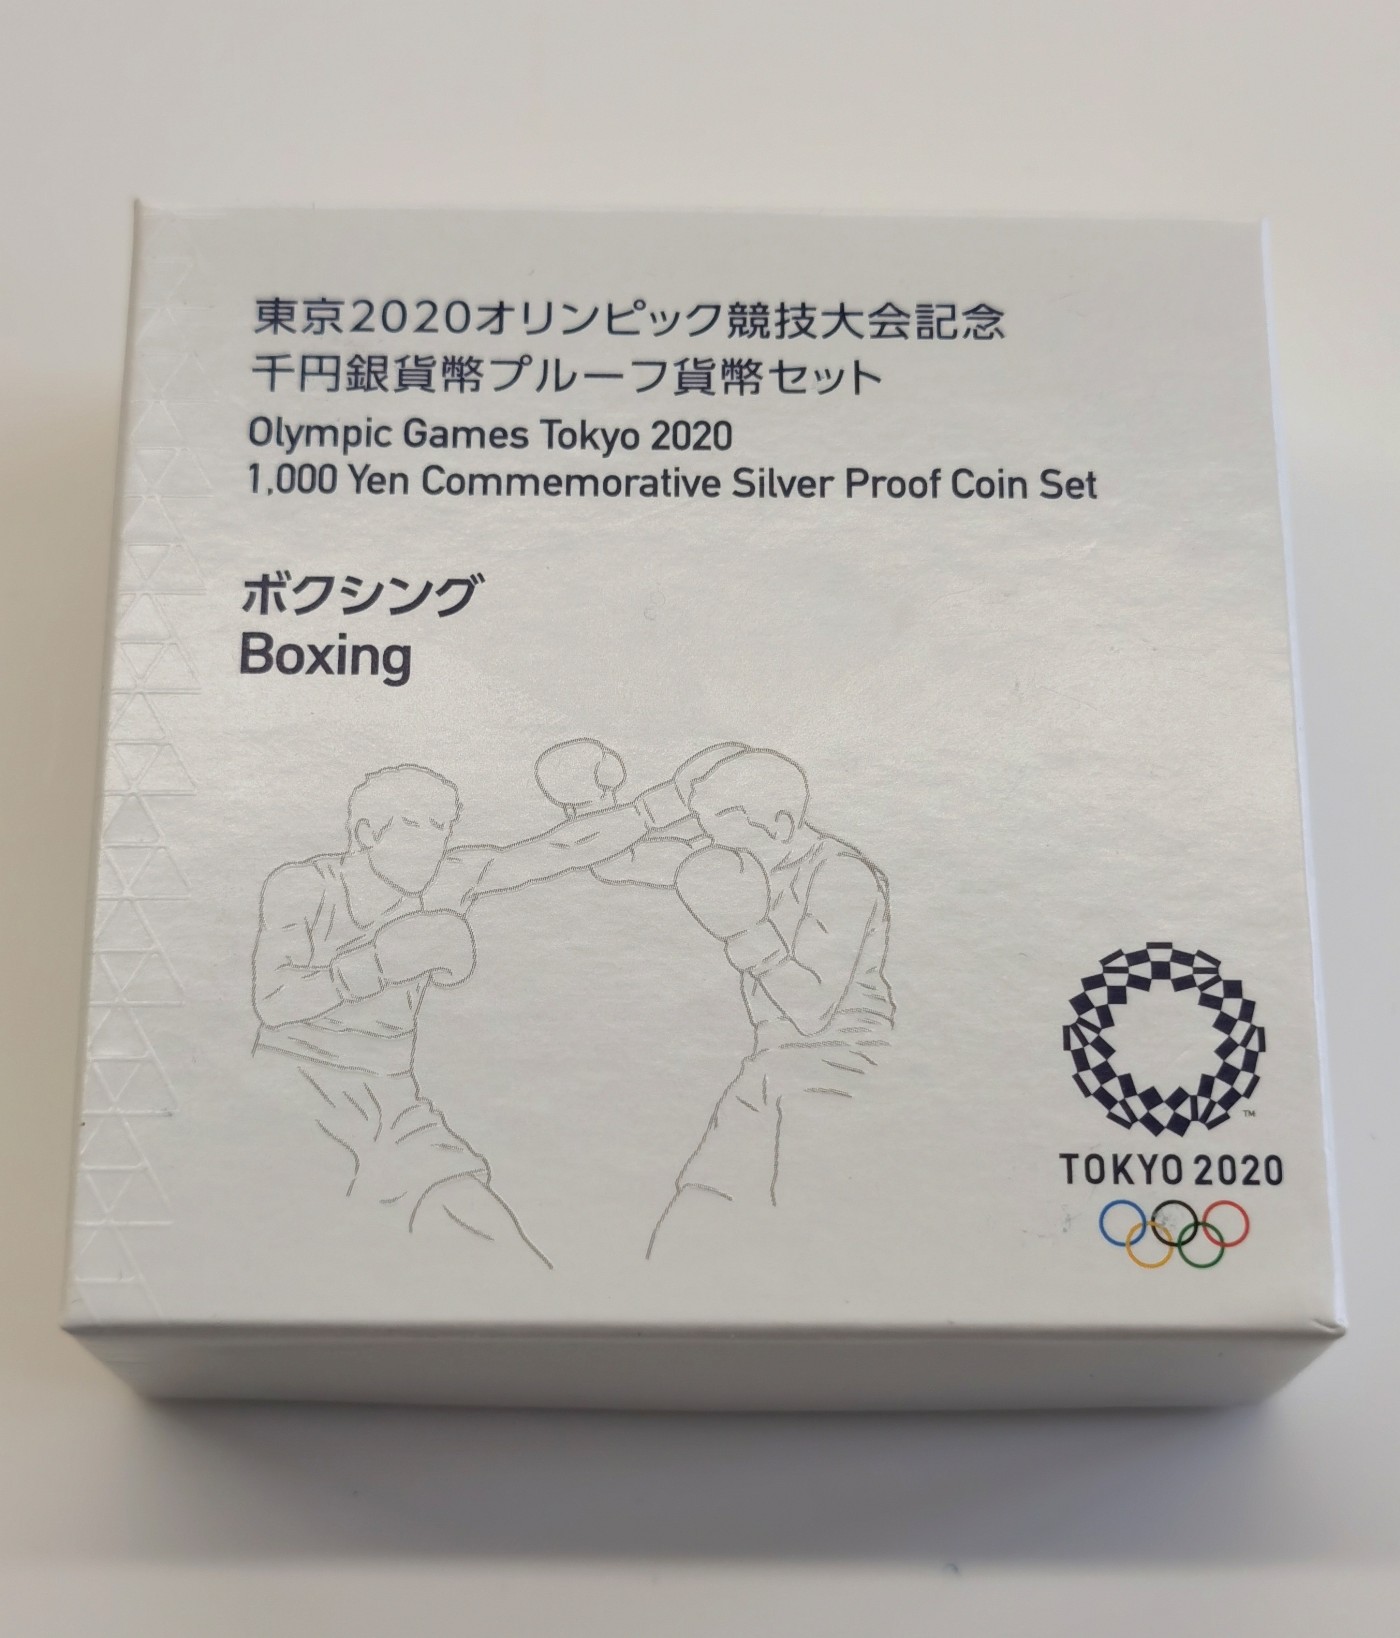 東京2020オリンピック競技大会記念
千円銀貨幣プルーフ貨幣セット
Olympic Games Tokyo 2020
1,000 Yen Commemorative Silver Proof Coin Set
ボクシング
Boxing
TM
TOKYO 2020